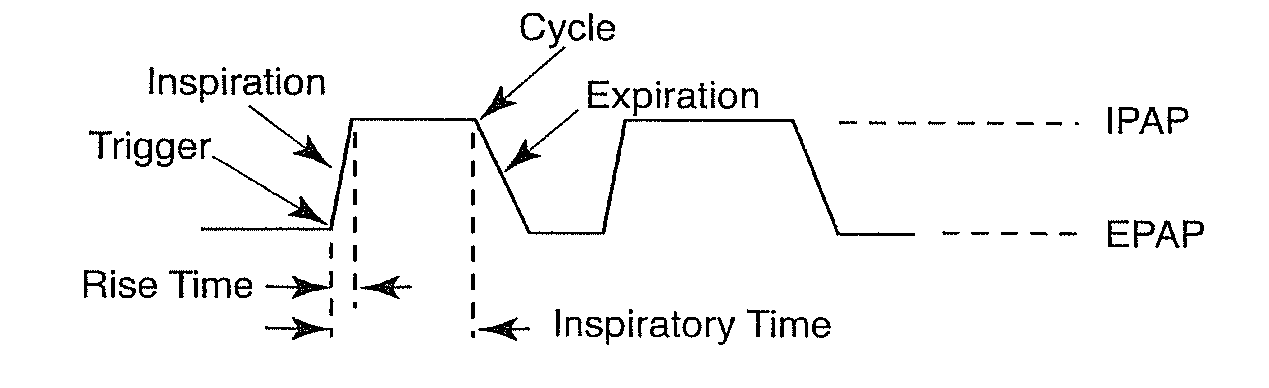 Cycle
Inspiration
Expiration
IPAP
Trigger
EPAP
Rise Time
Inspiratory Time